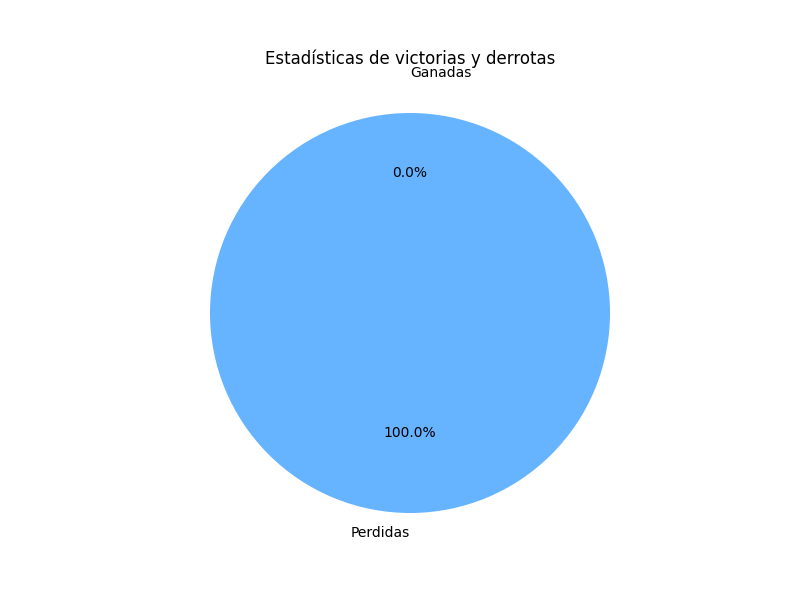 Estadísticas de victorias y derrotas
Ganadas
0.0%
100.0%
Perdidas